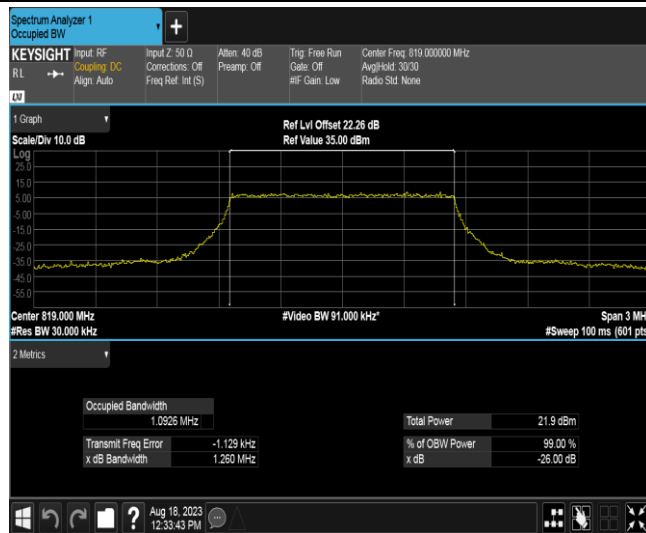 Spectrum Analyzer 1
Occupied BW
+
KEYSIGHT
RL
Input: RF
Coupling: DC
Align: Auto
Input Z: 50 Ω
Corrections: Off
Freq Ref: Int (S)
Atten: 40 dB
Preamp: Off
Trig: Free Run
Gate: Off
#IF Gain: Low
Center Freq: 819.000000 MHz
Avg|Hold: 30/30
Radio Std: None
1 Graph
Scale/Div 10.0 dB
Ref Lvl Offset 22.26 dB
Ref Value 35.00 dBm
Log
25.0
15.0
5.00
-5.00
-15.0
-25.0
-35.0
-45.0
-55.0
Center 819.000 MHz
#Res BW 30.000 kHz
#Video BW 91.000 kHz*
Span 3 MH
#Sweep 100 ms (601 pts
2 Metrics
Occupied Bandwidth
1.0926 MHz
Transmit Freq Error -1.129 kHz
x dB Bandwidth 1.260 MHz
Total Power 21.9 dBm
% of OBW Power 99.00 %
x dB -26.00 dB
?
Aug 18, 2023
12:33:43 PM